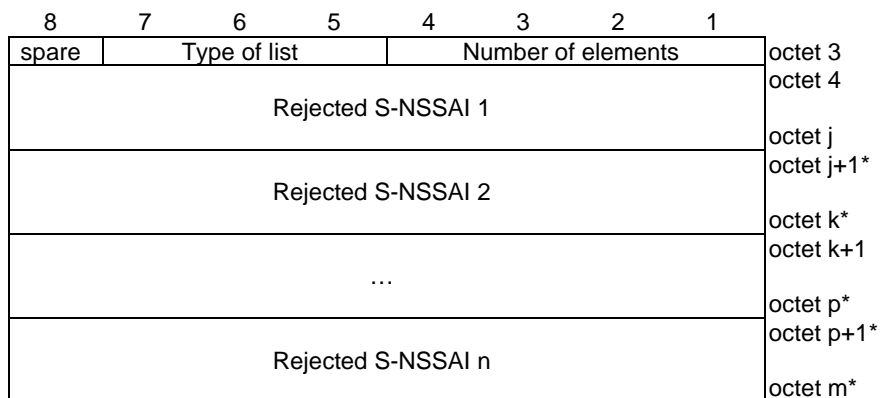 8 7 6 5 4 3 2 1
spare Type of list Number of elements octet 3
octet 4
Rejected S-NSSAI 1
octet j
octet j+1*
Rejected S-NSSAI 2
octet k*
octet k+1
…
octet p*
octet p+1*
Rejected S-NSSAI n
octet m*